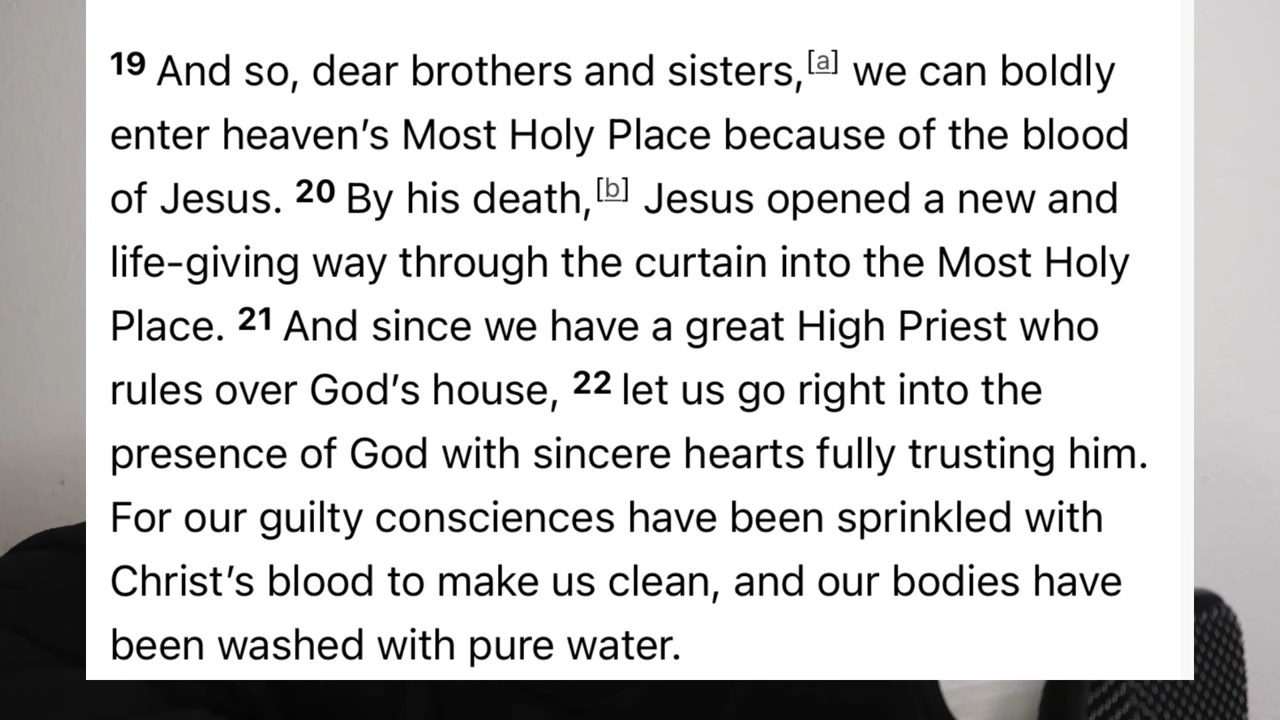 19 And so, dear brothers and sisters,[a] we can boldly
enter heaven’s Most Holy Place because of the blood
of Jesus. 20 By his death,[b] Jesus opened a new and
life-giving way through the curtain into the Most Holy
Place. 21 And since we have a great High Priest who
rules over God’s house, 22 let us go right into the
presence of God with sincere hearts fully trusting him.
For our guilty consciences have been sprinkled with
Christ’s blood to make us clean, and our bodies have
been washed with pure water.